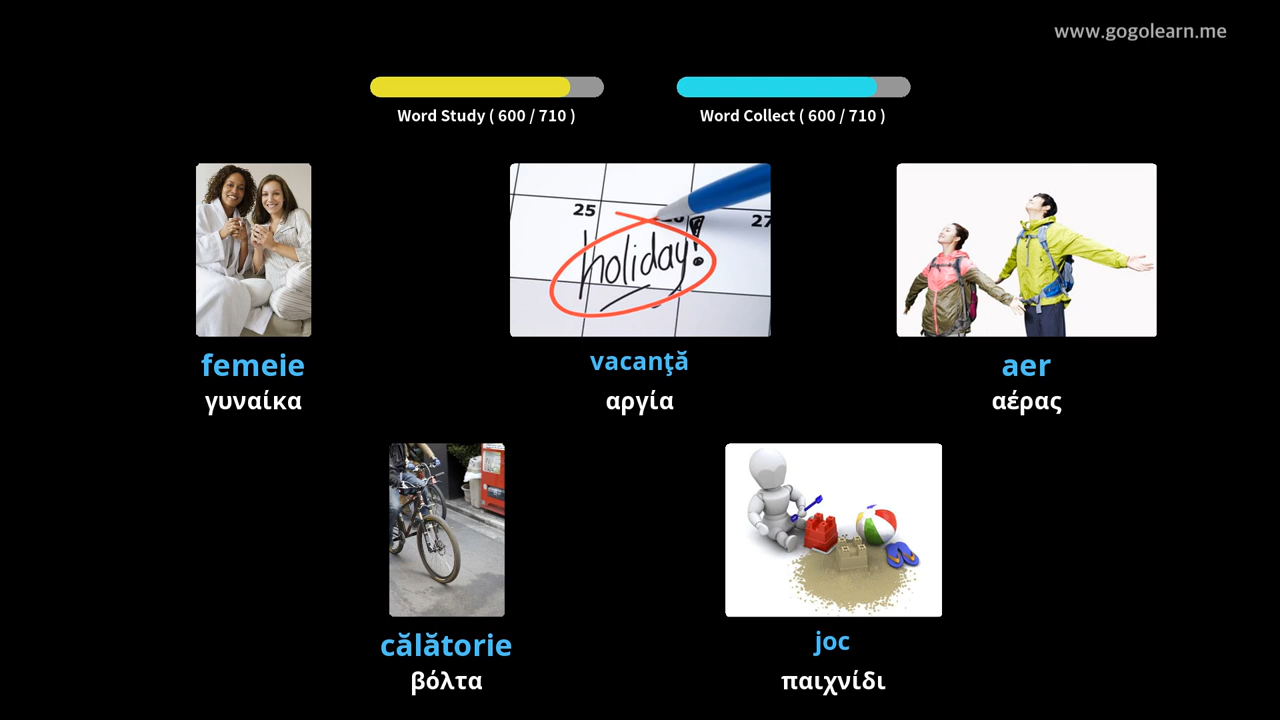 www.gogolearn.me
Word Study ( 600 / 710 )
Word Collect ( 600 / 710 )
25
27
holiday!
femeie
γυναίκα
vacanţă
αργία
aer
αέρας
călătorie
βόλτα
joc
παιχνίδι